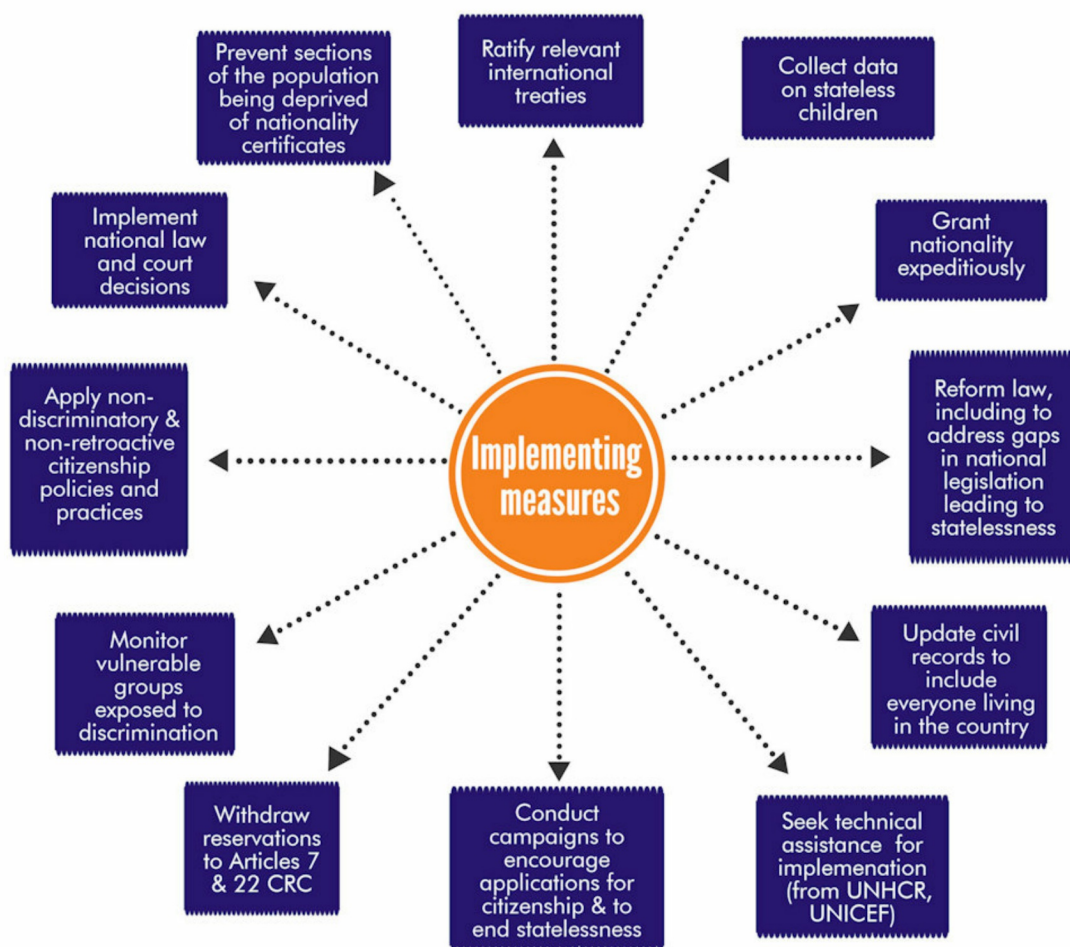 Prevent sections
of the population
being deprived
of nationality
certificates
Ratify relevant
international
treaties
Collect data
on stateless
children
Implement
national law
and court
decisions
Grant
nationality
expeditiously
Apply non-
discriminatory &
non-retroactive
citizenship
policies and
practices
Implementing
measures
Reform law,
including to
address gaps
in national
legislation
leading to
statelessness
Monitor
vulnerable
groups
exposed to
discrimination
Update civil
records to
include
everyone living
in the country
Withdraw
reservations
to Articles 7
& 22 CRC
Conduct
campaigns to
encourage
applications for
citizenship & to
end statelessness
Seek technical
assistance for
implemenation
(from UNHCR,
UNICEF)